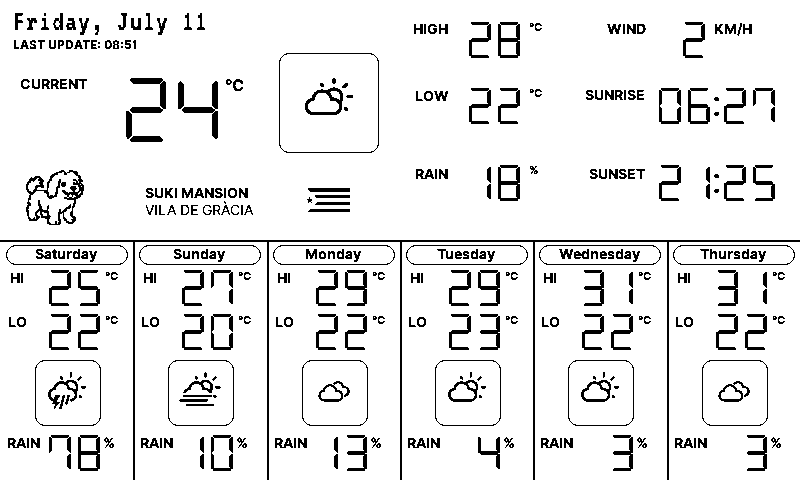 Friday, July 11
LAST UPDATE: 08:51
CURRENT 24 °C
HIGH 28 °C
LOW 22 °C
RAIN 18 %
WIND 2 KM/H
SUNRISE 06:27
SUNSET 21:25
SUKI MANSION
VILA DE GRÀCIA
Saturday
HI 25 °C
LO 22 °C
RAIN 78 %
Sunday
HI 27 °C
LO 20 °C
RAIN 10 %
Monday
HI 29 °C
LO 22 °C
RAIN 13 %
Tuesday
HI 29 °C
LO 23 °C
RAIN 4 %
Wednesday
HI 31 °C
LO 22 °C
RAIN 3 %
Thursday
HI 31 °C
LO 22 °C
RAIN 3 %